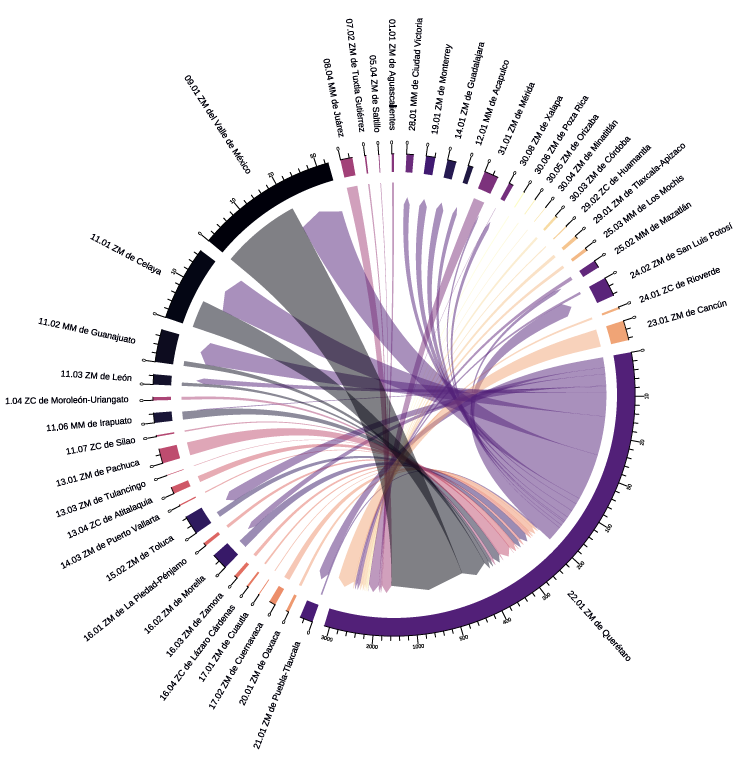 01.01 ZM de Aguascalientes
28.01 MM de Ciudad Victoria
19.01 ZM de Monterrey
14.01 ZM de Guadalajara
12.01 MM de Acapulco
31.01 ZM de Mérida
30.08 ZM de Xalapa
30.06 ZM de Poza Rica
30.05 ZM de Orizaba
30.04 ZM de Minatitlán
30.03 ZM de Córdoba
29.02 ZC de Huamantla
29.01 ZM de Tlaxcala-Apizaco
25.03 MM de Los Mochis
25.02 MM de Mazatlán
24.02 ZM de San Luis Potosí
24.01 ZC de Rioverde
23.01 ZM de Cancún
22.01 ZM de Querétaro
21.01 ZM de Puebla-Tlaxcala
20.01 ZM de Oaxaca
17.02 ZM de Cuernavaca
17.01 ZM de Cuautla
16.04 ZC de Lázaro Cárdenas
16.03 ZM de Zamora
16.02 ZM de Morelia
16.01 ZM de La Piedad-Pénjamo
15.02 ZM de Toluca
14.03 ZM de Puerto Vallarta
13.04 ZC de Atitalaquia
13.03 ZM de Tulancingo
13.01 ZM de Pachuca
11.07 ZC de Silao
11.06 MM de Irapuato
1.04 ZC de Moroleón-Uriangato
11.03 ZM de León
11.02 MM de Guanajuato
11.01 ZM de Celaya
09.01 ZM del Valle de México
08.04 MM de Juárez
07.02 ZM de Tuxtla Gutiérrez
05.04 ZM de Saltillo
500
1000
2000
3000